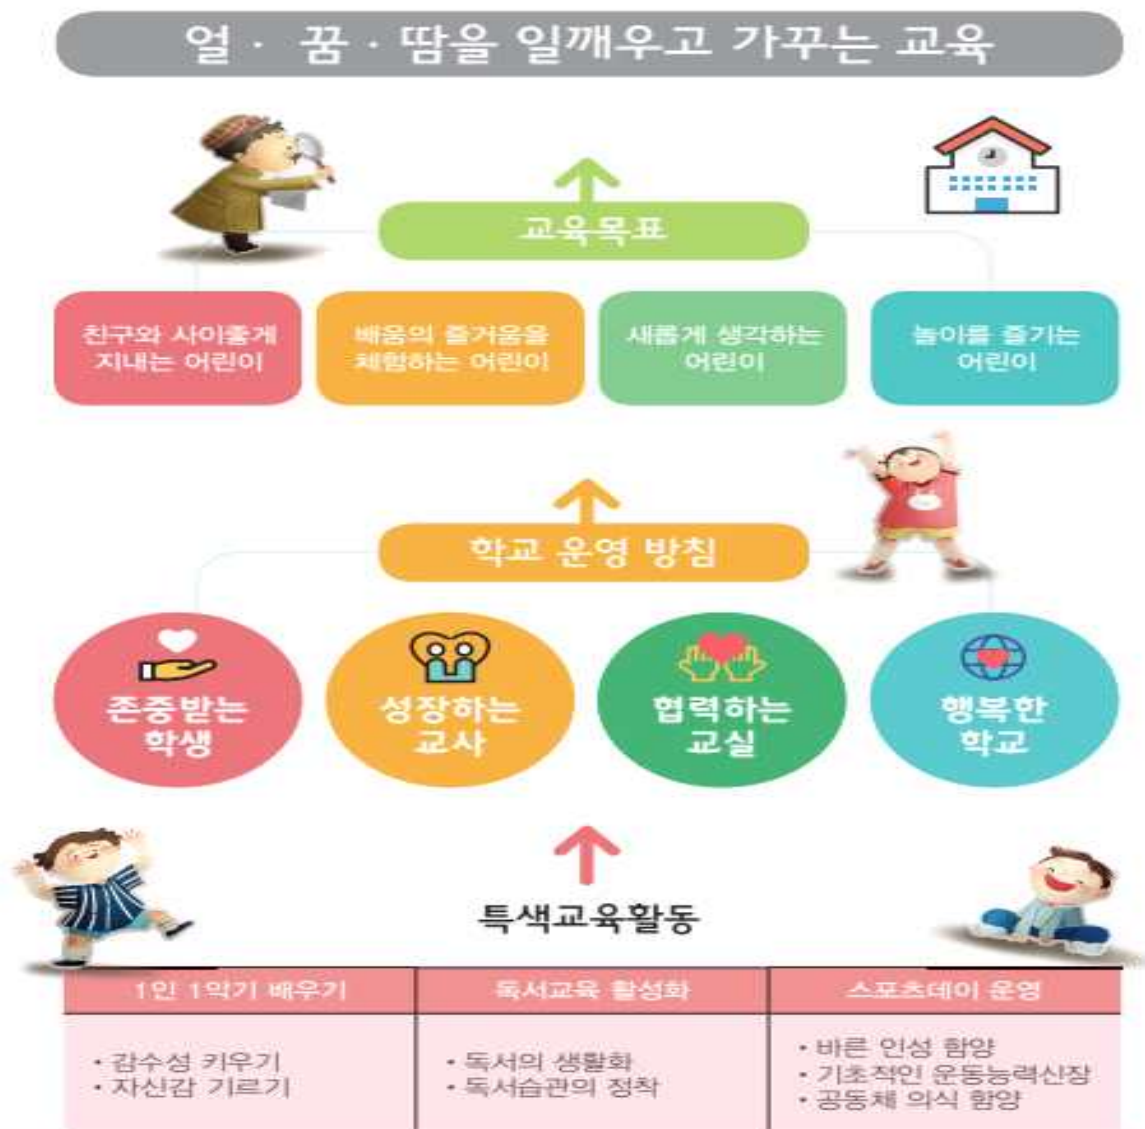 얼 · 꿈 · 땀을 일깨우고 가꾸는 교육
교육목표
친구와 사이좋게
지내는 어린이
배움의 즐거움을
체험하는 어린이
새롭게 생각하는
어린이
놀이를 즐기는
어린이
학교 운영 방침
존중받는
학생
성장하는
교사
협력하는
교실
행복한
학교
특색교육활동
1인 1악기 배우기
• 감수성 키우기
• 자신감 기르기
독서교육 활성화
• 독서의 생활화
• 독서습관의 정착
스포츠데이 운영
• 바른 인성 함양
• 기초적인 운동능력신장
• 공동체 의식 함양